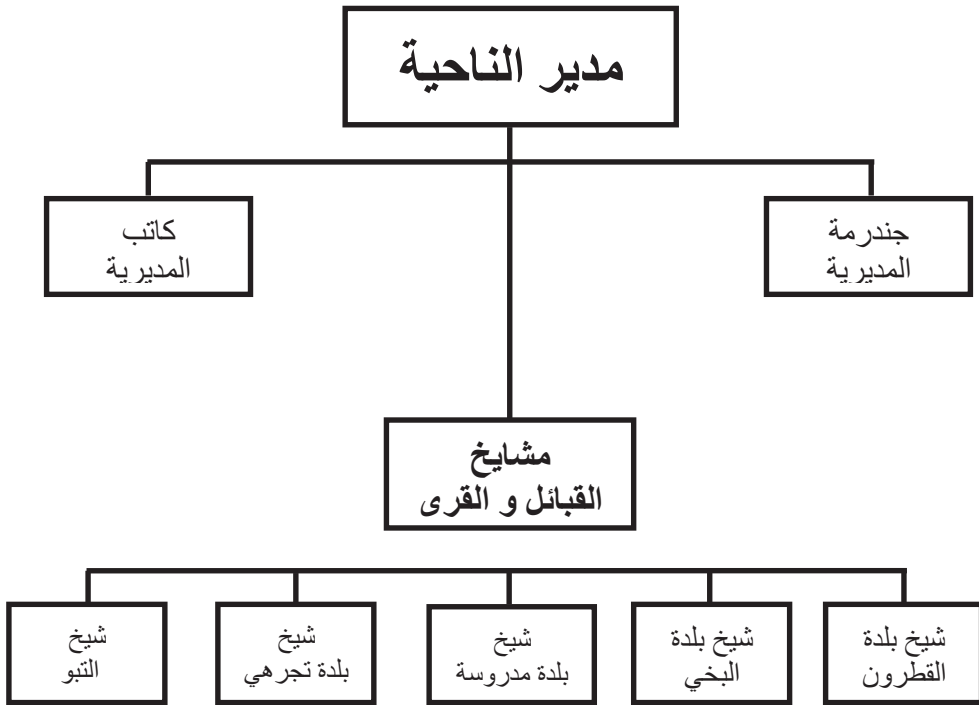 مدير الناحية
جندرمة
المديرية
كاتب
المديرية
مشايخ
القبائل و القرى
شيخ بلدة
القطرون
شيخ بلدة
البخي
شيخ
بلدة مدروسة
شيخ
بلدة تجرهي
شيخ
التبو